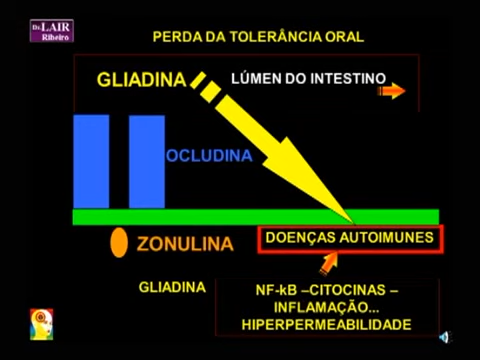 Dr. LAIR
Ribeiro
PERDA DA TOLERÂNCIA ORAL
GLIADINA
LÚMEN DO INTESTINO
OCLUDINA
ZONULINA
DOENÇAS AUTOIMUNES
GLIADINA
NF-kB –CITOCINAS –
INFLAMAÇÃO...
HIPERPERMEABILIDADE